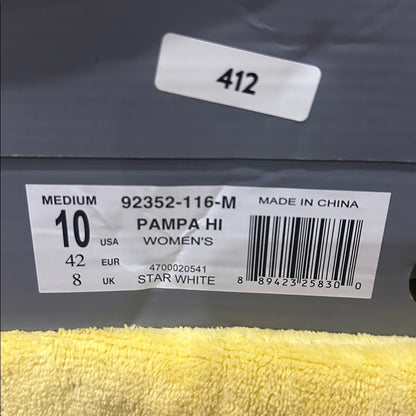 412
MEDIUM 92352-116-M MADE IN CHINA
10 USA PAMPA HI
WOMEN'S
42 EUR 4700020541
8 UK STAR WHITE 8 89423 25830 0